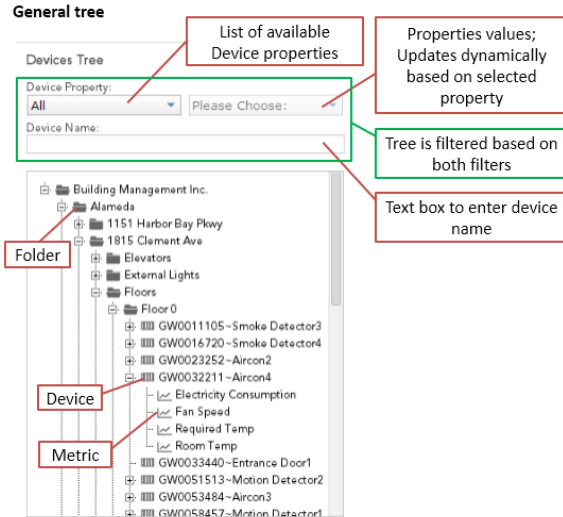 General tree
List of available
Device properties
Properties values;
Updates dynamically
based on selected
property
Devices Tree
Device Property:
All
Please Choose:
Device Name:
Tree is filtered based on
both filters
Text box to enter device
name
Building Management Inc.
Alameda
1151 Harbor Bay Pkwy
1815 Clement Ave
Folder
Elevators
External Lights
Floors
Floor 0
GW0011105~Smoke Detector3
GW0016720~Smoke Detector4
GW0023252~Aircon2
GW0032211~Aircon4
Device
Electricity Consumption
Fan Speed
Required Temp
Metric
Room Temp
GW0033440~Entrance Door1
GW0051513~Motion Detector2
GW0053484~Aircon3
GW0058457~Motion Detector1